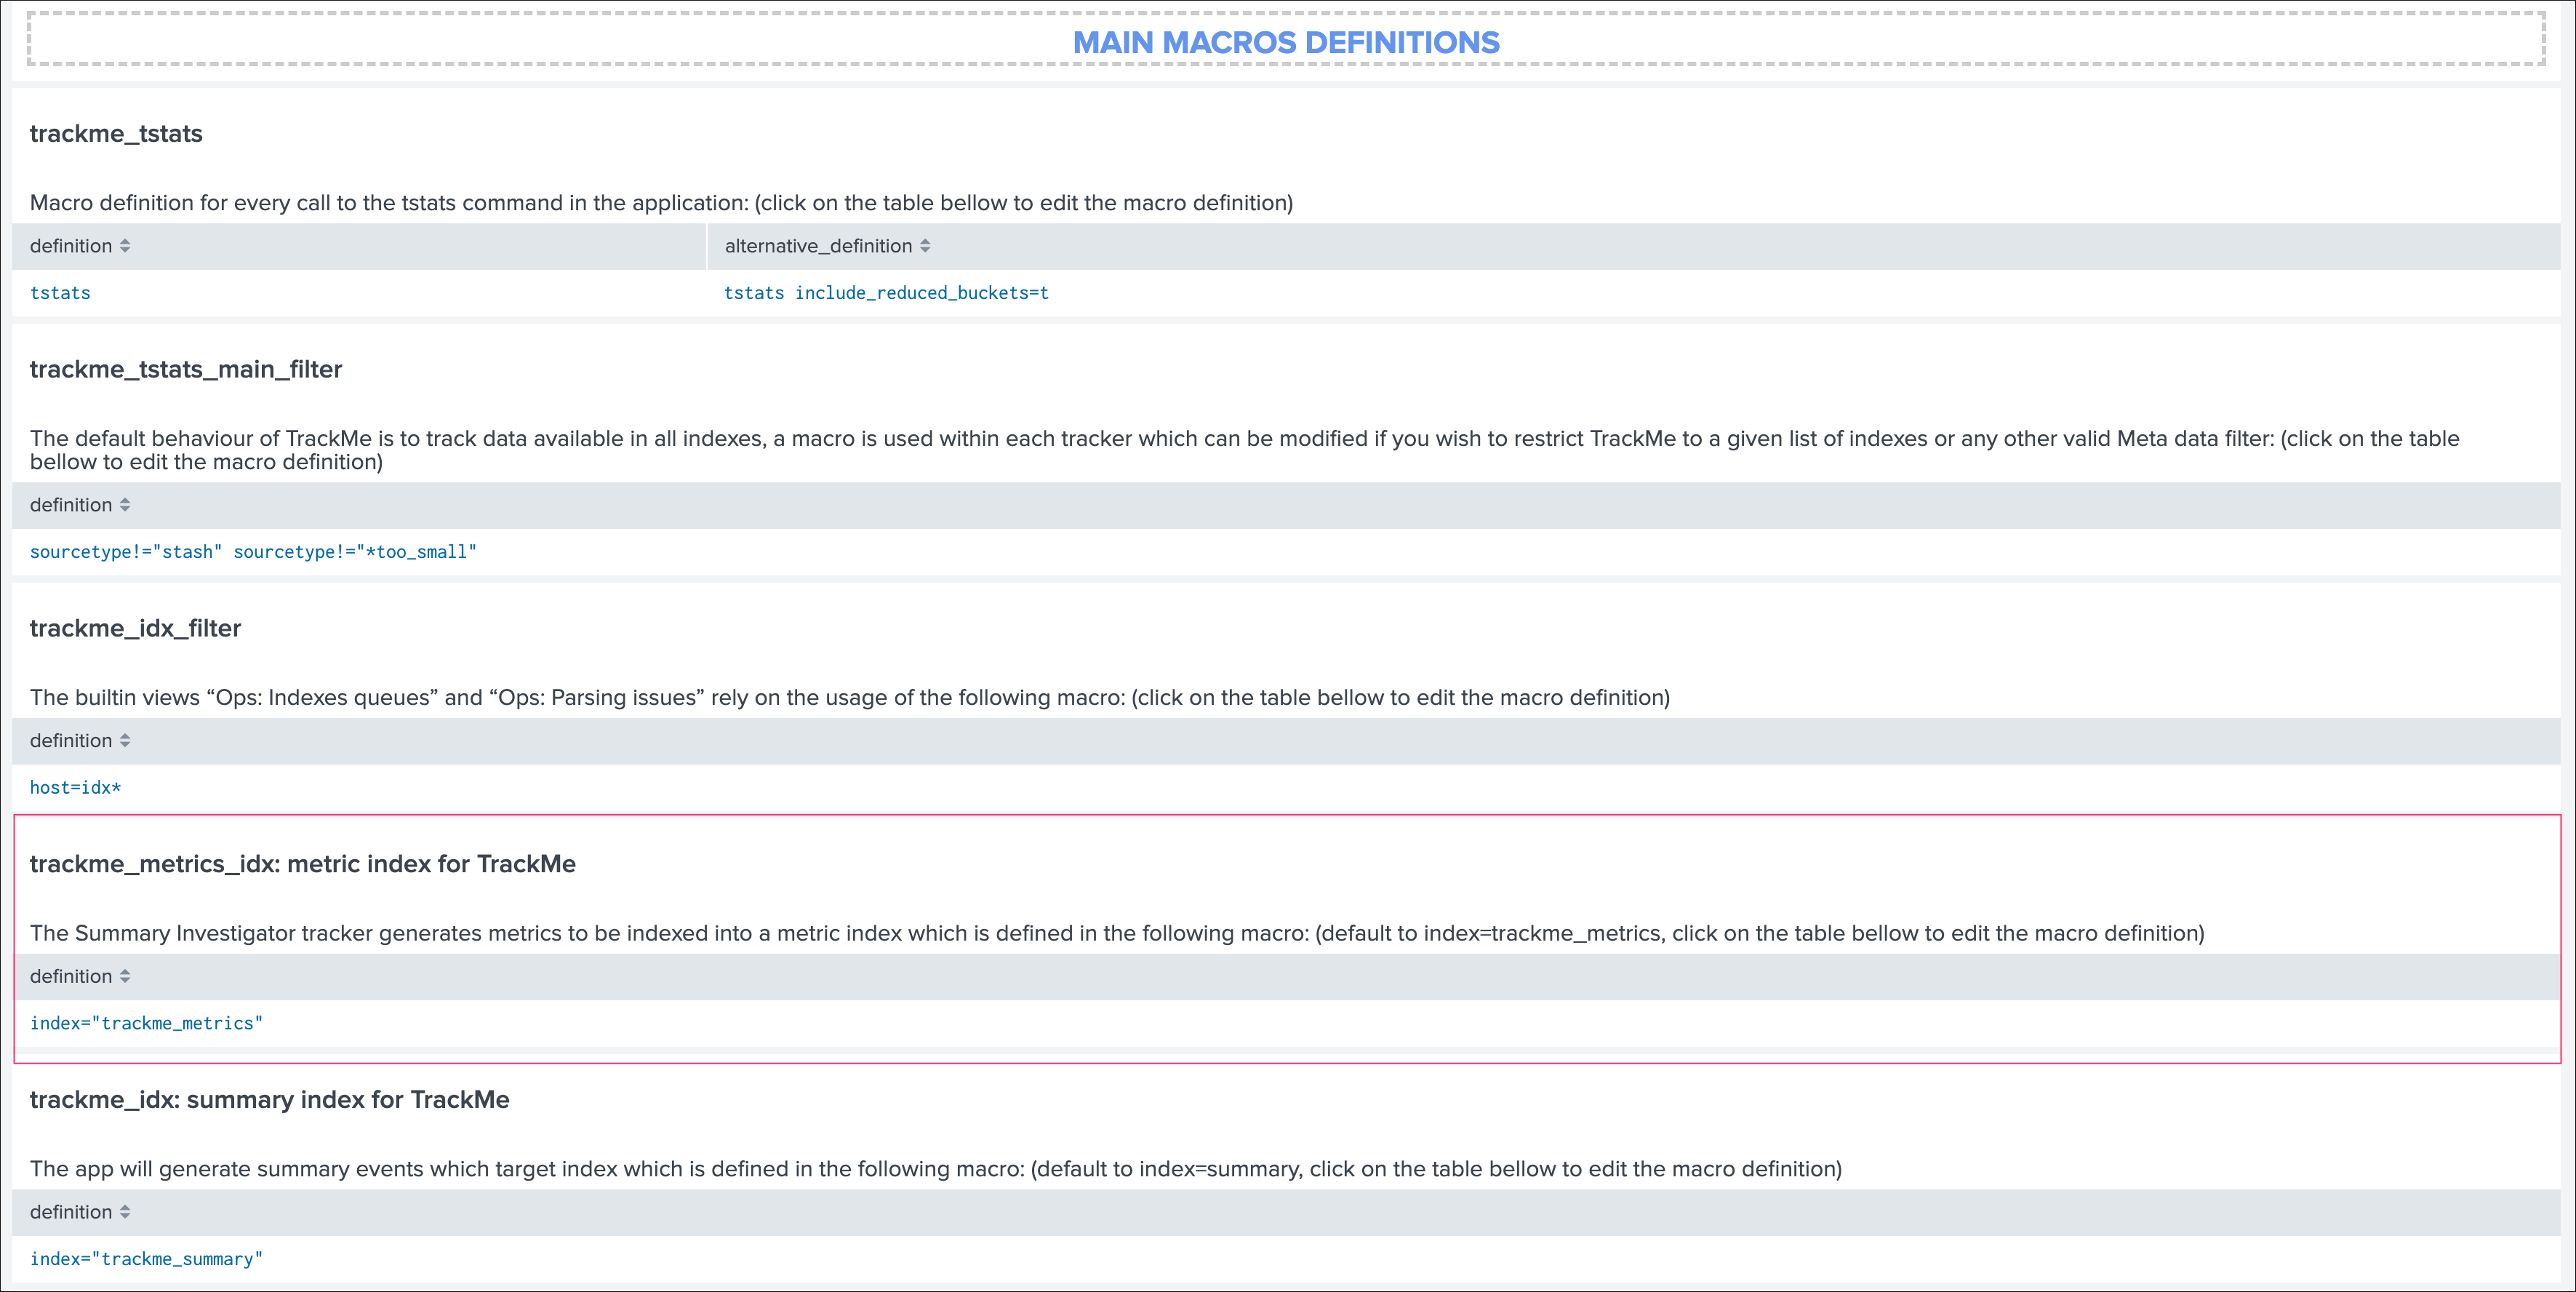 MAIN MACROS DEFINITIONS
trackme_tstats
Macro definition for every call to the tstats command in the application: (click on the table bellow to edit the macro definition)
definition alternative_definition
tstats tstats include_reduced_buckets=t
trackme_tstats_main_filter
The default behaviour of TrackMe is to track data available in all indexes, a macro is used within each tracker which can be modified if you wish to restrict TrackMe to a given list of indexes or any other valid Meta data filter: (click on the table
bellow to edit the macro definition)
definition
sourcetype!="stash" sourcetype!="*too_small"
trackme_idx_filter
The builtin views “Ops: Indexes queues” and “Ops: Parsing issues” rely on the usage of the following macro: (click on the table bellow to edit the macro definition)
definition
host=idx*
trackme_metrics_idx: metric index for TrackMe
The Summary Investigator tracker generates metrics to be indexed into a metric index which is defined in the following macro: (default to index=trackme_metrics, click on the table bellow to edit the macro definition)
definition
index="trackme_metrics"
trackme_idx: summary index for TrackMe
The app will generate summary events which target index which is defined in the following macro: (default to index=summary, click on the table bellow to edit the macro definition)
definition
index="trackme_summary"